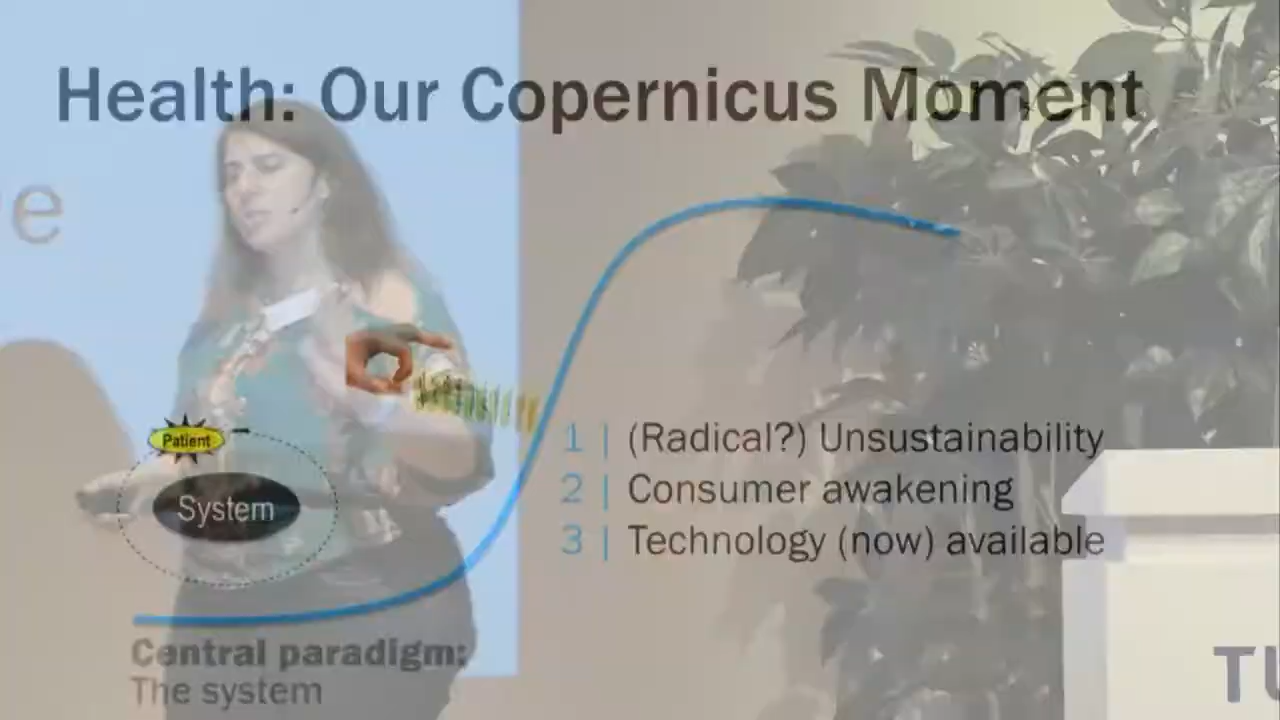 Health: Our Copernicus Moment
Patient
System
1 | (Radical?) Unsustainability
2 | Consumer awakening
3 | Technology (now) available
Central paradigm:
The system